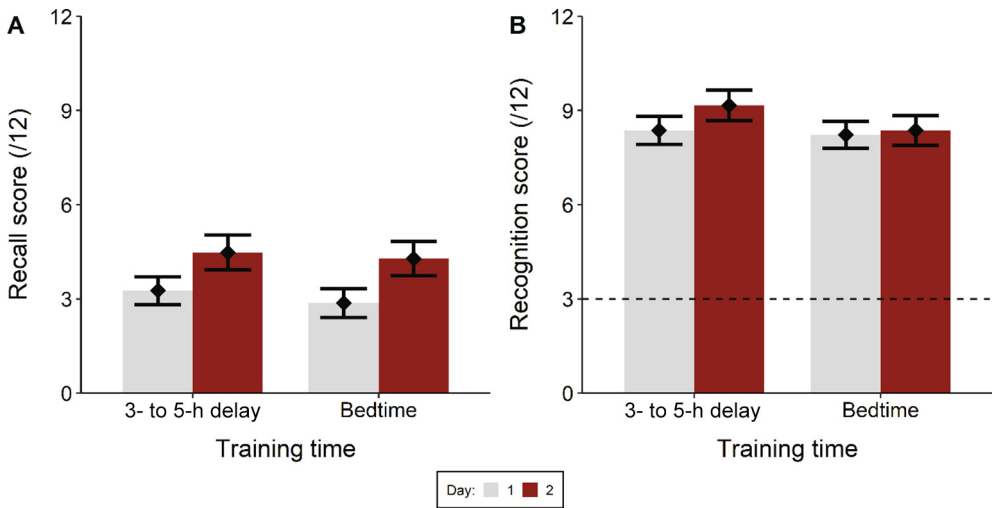 A
12
9
6
3
0
Recall score (/12)
3- to 5-h delay
Bedtime
Training time
B
12
9
6
3
0
Recognition score (/12)
3- to 5-h delay
Bedtime
Training time
Day: 1 2